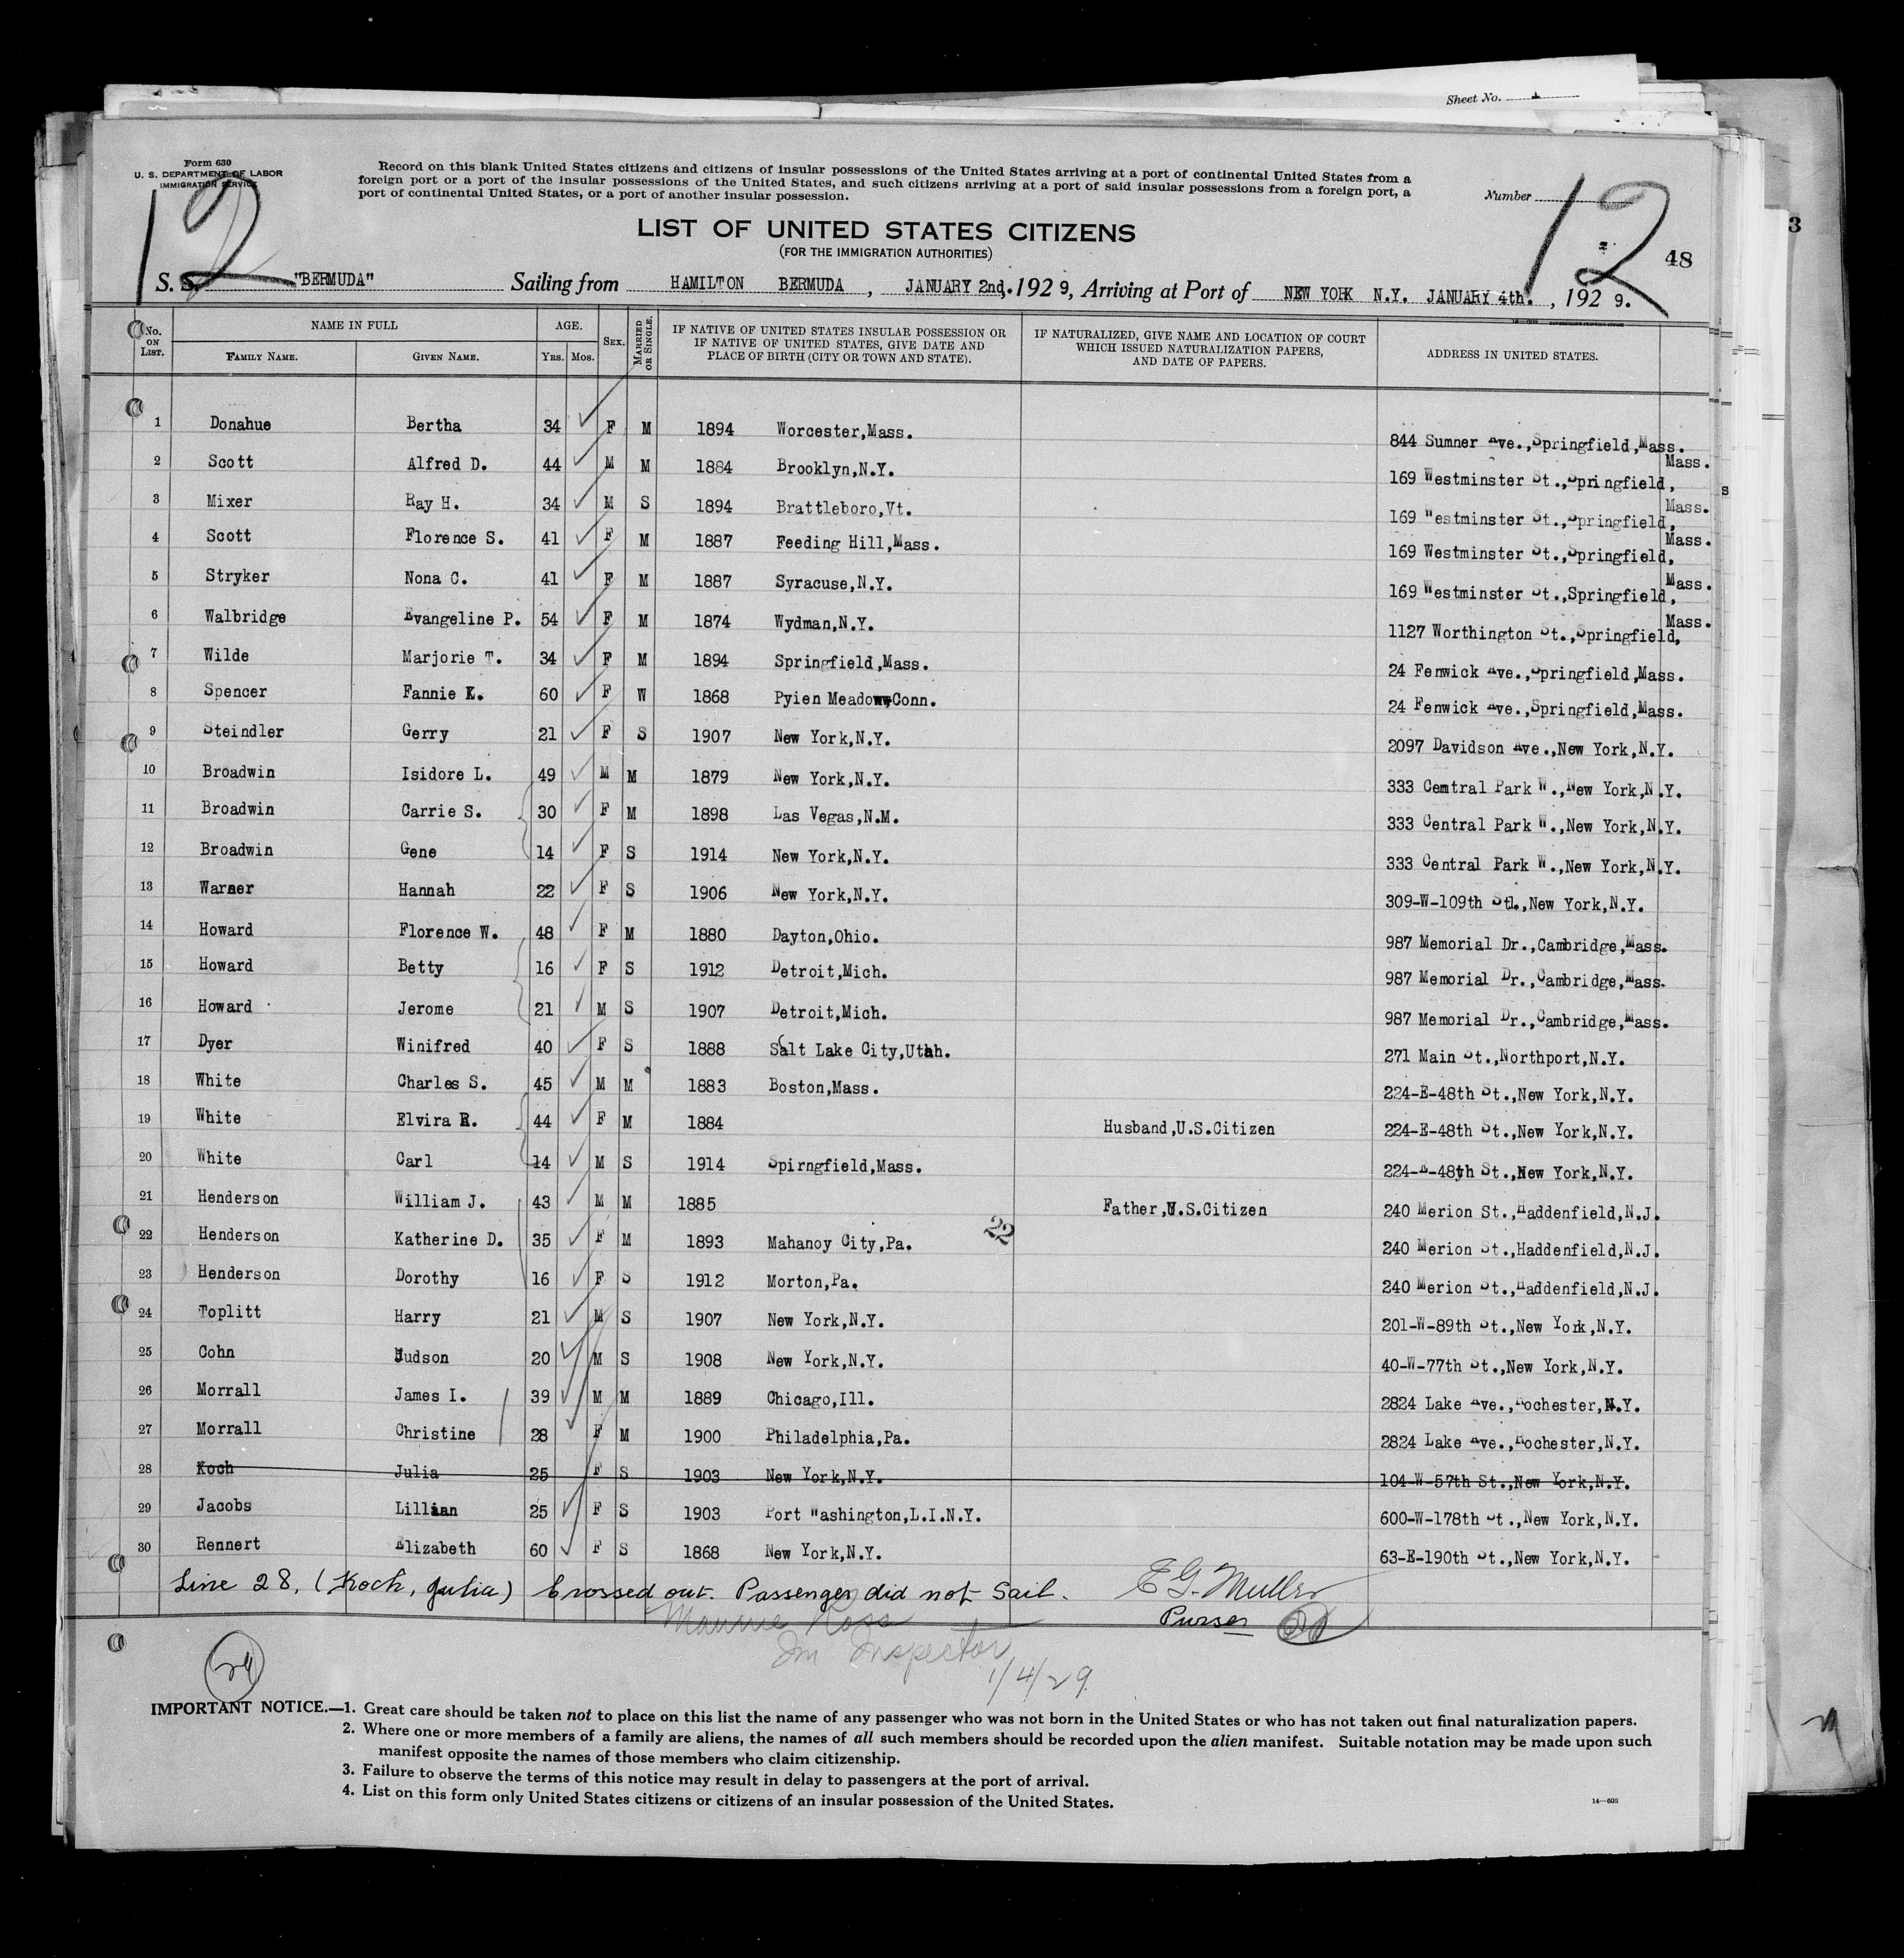 Sheet No. 1
3
Form 630
U. S. DEPARTMENT OF LABOR
IMMIGRATION SERVICE
Record on this blank United States citizens and citizens of insular possessions of the United States arriving at a port of continental United States from a
foreign port or a port of the insular possessions of the United States, and such citizens arriving at a port of said insular possessions from a foreign port, a
port of continental United States, or a port of another insular possession.
Number
12
12
48
LIST OF UNITED STATES CITIZENS
(FOR THE IMMIGRATION AUTHORITIES)
S. S. "BERMUDA" Sailing from HAMILTON BERMUDA, JANUARY 2nd, 1929, Arriving at Port of NEW YORK N.Y. JANUARY 4th., 1929.
No. ON LIST. NAME IN FULL FAMILY NAME. GIVEN NAME. AGE. YRS. MOS. SEX. MARRIED OR SINGLE. IF NATIVE OF UNITED STATES INSULAR POSSESSION OR IF NATIVE OF UNITED STATES, GIVE DATE AND PLACE OF BIRTH (CITY OR TOWN AND STATE). IF NATURALIZED, GIVE NAME AND LOCATION OF COURT WHICH ISSUED NATURALIZATION PAPERS, AND DATE OF PAPERS. ADDRESS IN UNITED STATES.
1 Donahue Bertha 34 F M 1894 Worcester,Mass. 844 Sumner Ave.,Springfield,Mass.
2 Scott Alfred D. 44 M M 1884 Brooklyn,N.Y. 169 Westminster St.,Springfield, Mass.
3 Mixer Ray H. 34 M S 1894 Brattleboro,Vt. 169 "estminster St.,Springfield, Mass.
4 Scott Florence S. 41 F M 1887 Feeding Hill,Mass. 169 Westminster St.,Springfield, Mass.
5 Stryker Nona C. 41 F M 1887 Syracuse,N.Y. 169 Westminster St.,Springfield, Mass.
6 Walbridge Evangeline P. 54 F M 1874 Wydman,N.Y. 1127 Worthington St.,Springfield, Mass.
7 Wilde Marjorie T. 34 F M 1894 Springfield,Mass. 24 Fenwick Ave.,Springfield,Mass.
8 Spencer Fannie K. 60 F W 1868 Pyien Meadow,Conn. 24 Fenwick Ave.,Springfield,Mass.
9 Steindler Gerry 21 F S 1907 New York,N.Y. 2097 Davidson Ave.,New York,N.Y.
10 Broadwin Isidore L. 49 M M 1879 New York,N.Y. 333 Cemtral Park W.,New York,N.Y.
11 Broadwin Carrie S. 30 F M 1898 Las Vegas,N.M. 333 Central Park W.,New York,N.Y.
12 Broadwin Gene 14 F S 1914 New York,N.Y. 333 Central Park W.,New York,N.Y.
13 Warner Hannah 22 F S 1906 New York,N.Y. 309-W-109th St.,New York,N.Y.
14 Howard Florence W. 48 F M 1880 Dayton,Ohio. 987 Memorial Dr.,Cambridge,Mass.
15 Howard Betty 16 F S 1912 Detroit,Mich. 987 Memorial Dr.,Cambridge,Mass.
16 Howard Jerome 21 M S 1907 Detroit,Mich. 987 Memorial Dr.,Cambridge,Mass.
17 Dyer Winifred 40 F S 1888 Salt Lake City,Utah. 271 Main St.,Northport,N.Y.
18 White Charles S. 45 M M 1883 Boston,Mass. 224-E-48th St.,New York,N.Y.
19 White Elvira R. 44 F M 1884 Husband,U.S.Citizen 224-E-48th St.,New York,N.Y.
20 White Carl 14 M S 1914 Spirngfield,Mass. 224-E-48th St.,New York,N.Y.
21 Henderson William J. 43 M M 1885 Father,U.S.Citizen 240 Merion St.,Haddenfield,N.J.
22 Henderson Katherine D. 35 F M 1893 Mahanoy City,Pa. 22 240 Merion St.,Haddenfield,N.J.
23 Henderson Dorothy 16 F S 1912 Morton,Pa. 240 Merion St.,Haddenfield,N.J.
24 Toplitt Harry 21 M S 1907 New York,N.Y. 201-W-89th St.,New York,N.Y.
25 Cohn Judson 20 M S 1908 New York,N.Y. 40-W-77th St.,New York,N.Y.
26 Morrall James I. 39 M M 1889 Chicago,Ill. 2824 Lake Ave.,Rochester,N.Y.
27 Morrall Christine 28 F M 1900 Philadelphia,Pa. 2824 Lake Ave.,Rochester,N.Y.
28 Koch Julia 25 F S 1903 New York,N.Y. 104-W-57th St.,New York,N.Y.
29 Jacobs Lillian 25 F S 1903 Port "ashington,L.I.N.Y. 600-W-178th St.,New York,N.Y.
30 Rennert Elizabeth 60 F S 1868 New York,N.Y. 63-E-190th St.,New York,N.Y.
Line 28, (Koch, Julia) Crossed out. Passenger did not Sail. E G. Muller
Purser
Maurice Ross
Im Inspector
1/4/29
29
IMPORTANT NOTICE.—1. Great care should be taken not to place on this list the name of any passenger who was not born in the United States or who has not taken out final naturalization papers.
2. Where one or more members of a family are aliens, the names of all such members should be recorded upon the alien manifest. Suitable notation may be made upon such
manifest opposite the names of those members who claim citizenship.
3. Failure to observe the terms of this notice may result in delay to passengers at the port of arrival.
4. List on this form only United States citizens or citizens of an insular possession of the United States.
14—608